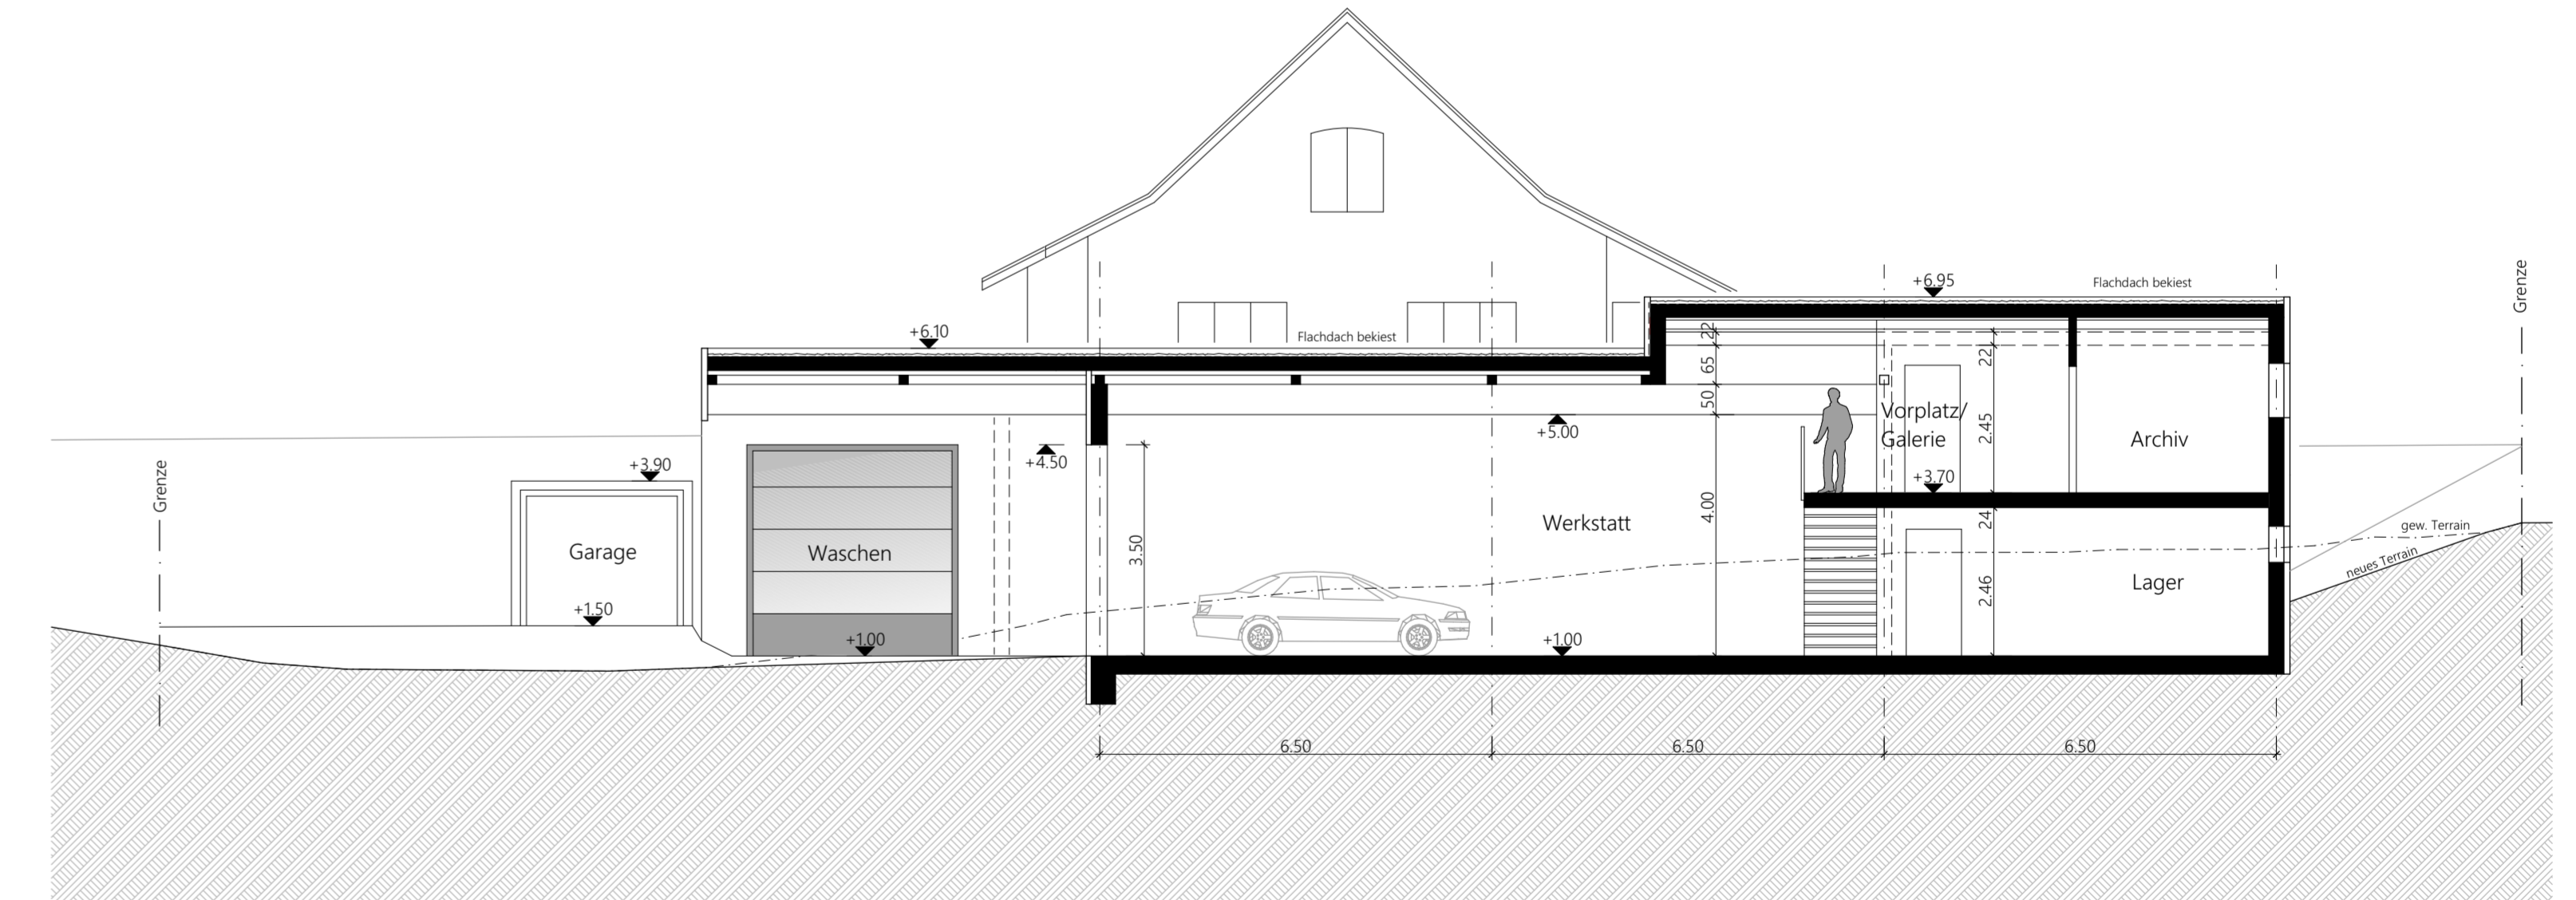 Grenze
+6.95
Flachdach bekiest
+6.10
Flachdach bekiest
22
65
22
50
Vorplatz/
Galerie
2.45
Archiv
+5.00
+4.50
+3.90
Grenze
+3.70
4.00
Werkstatt
24
gew. Terrain
neues Terrain
3.50
Garage
Waschen
2.46
Lager
+1.50
+1.00
+1.00
6.50
6.50
6.50